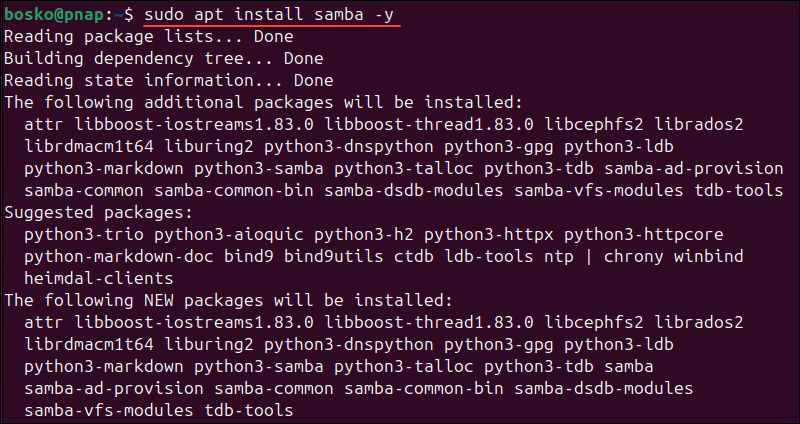 bosko@pnap:~$ sudo apt install samba -y
Reading package lists... Done
Building dependency tree... Done
Reading state information... Done
The following additional packages will be installed:
attr libboost-iostreams1.83.0 libboost-thread1.83.0 libcephfs2 librados2
librdmacm1t64 liburing2 python3-dnspython python3-gpg python3-ldb
python3-markdown python3-samba python3-talloc python3-tdb samba-ad-provision
samba-common samba-common-bin samba-dsdb-modules samba-vfs-modules tdb-tools
Suggested packages:
python3-trio python3-aioquic python3-h2 python3-httpx python3-httpcore
python-markdown-doc bind9 bind9utils ctdb ldb-tools ntp | chrony winbind
heimdal-clients
The following NEW packages will be installed:
attr libboost-iostreams1.83.0 libboost-thread1.83.0 libcephfs2 librados2
librdmacm1t64 liburing2 python3-dnspython python3-gpg python3-ldb
python3-markdown python3-samba python3-talloc python3-tdb samba
samba-ad-provision samba-common samba-common-bin samba-dsdb-modules
samba-vfs-modules tdb-tools